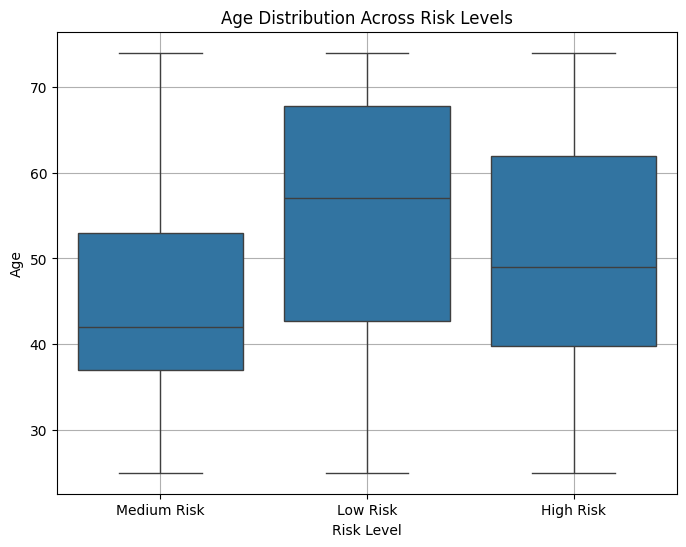 Age Distribution Across Risk Levels
Age
70
60
50
40
30
Medium Risk
Low Risk
High Risk
Risk Level